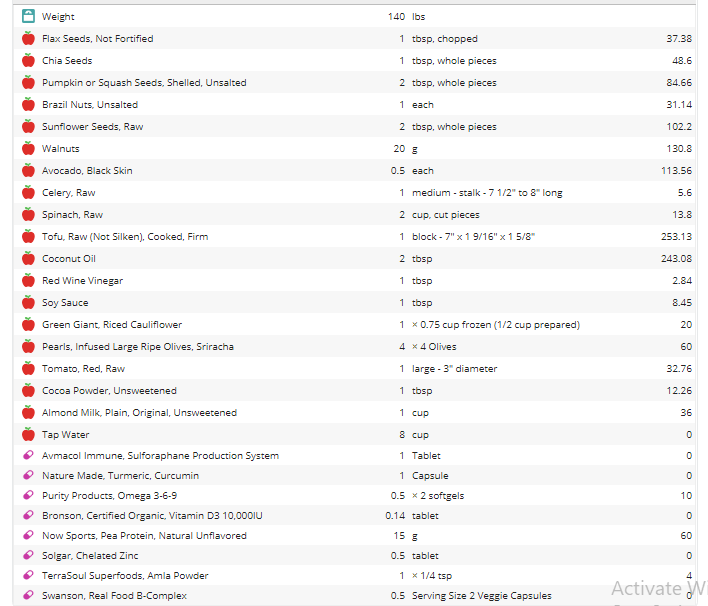 Weight 140 lbs
Flax Seeds, Not Fortified 1 tbsp, chopped 37.38
Chia Seeds 1 tbsp, whole pieces 48.6
Pumpkin or Squash Seeds, Shelled, Unsalted 2 tbsp, whole pieces 84.66
Brazil Nuts, Unsalted 1 each 31.14
Sunflower Seeds, Raw 2 tbsp, whole pieces 102.2
Walnuts 20 g 130.8
Avocado, Black Skin 0.5 each 113.56
Celery, Raw 1 medium - stalk - 7 1/2" to 8" long 5.6
Spinach, Raw 2 cup, cut pieces 13.8
Tofu, Raw (Not Silken), Cooked, Firm 1 block - 7" x 1 9/16" x 1 5/8" 253.13
Coconut Oil 2 tbsp 243.08
Red Wine Vinegar 1 tbsp 2.84
Soy Sauce 1 tbsp 8.45
Green Giant, Riced Cauliflower 1 × 0.75 cup frozen (1/2 cup prepared) 20
Pearls, Infused Large Ripe Olives, Sriracha 4 × 4 Olives 60
Tomato, Red, Raw 1 large - 3" diameter 32.76
Cocoa Powder, Unsweetened 1 tbsp 12.26
Almond Milk, Plain, Original, Unsweetened 1 cup 36
Tap Water 8 cup 0
Avmacol Immune, Sulforaphane Production System 1 Tablet 0
Nature Made, Turmeric, Curcumin 1 Capsule 0
Purity Products, Omega 3-6-9 0.5 × 2 softgels 10
Bronson, Certified Organic, Vitamin D3 10,000IU 0.14 tablet 0
Now Sports, Pea Protein, Natural Unflavored 15 g 60
Solgar, Chelated Zinc 0.5 tablet 0
TerraSoul Superfoods, Amla Powder 1 × 1/4 tsp 4
Swanson, Real Food B-Complex 0.5 Serving Size 2 Veggie Capsules 0
Activate W